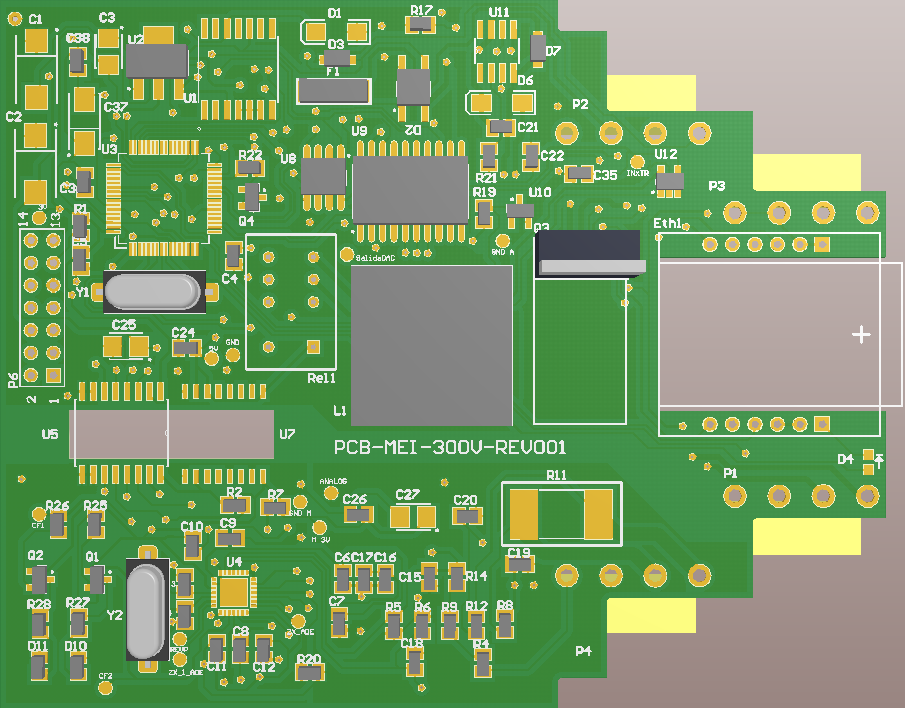 C1
C3
D1
R17
U11
C38
U2
D3
D7
F1
D6
U1
C37
P2
C2
U9
D2
C21
U3
R22
U8
R21
C22
U12
INxTR
C35
P3
R19
U10
14
13
R1
Q4
Q3
Eth1
GND A
SalidaDAC
C4
Y1
C25
C24
GND
Rel1
P6
2
1
L1
U5
U7
PCB-MEI-300V-REV001
D4
P1
R11
ANALOG
R2
R7
R26
R25
GND M
C26
C27
C20
CF1
C10
C9
M 3V
Q2
Q1
U4
C6
C17
C16
C19
C15
R14
R28
R27
Y2
C7
R5
R6
R9
R12
R8
D11
D10
C8
C11
C12
C18
R4
P4
R20
CF2